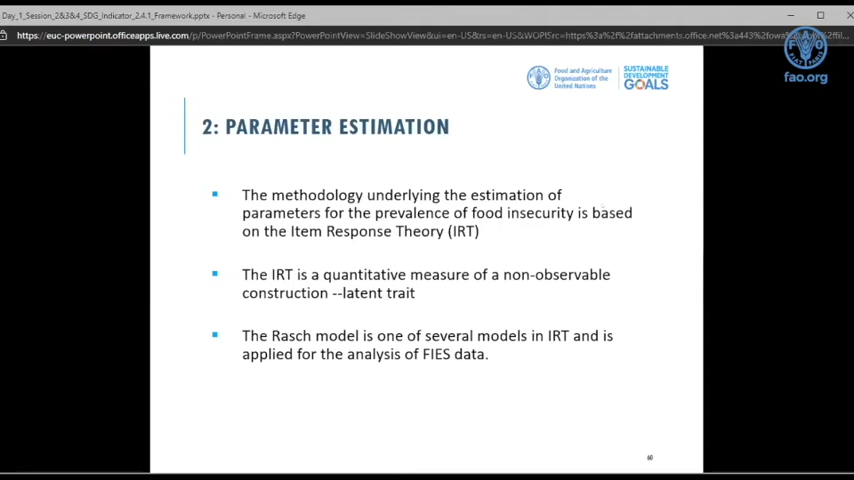 Day_1_Session_2&3&4_SDG_Indicator_2.4.1_Framework.pptx - Personal - Microsoft Edge
https://euc-powerpoint.officeapps.live.com/p/PowerPointFrame.aspx?PowerPointView=SlideShowView&ui=en-US&rs=en-US&WOPISrc=https%3a%2f%2fattachments.office.net%3a443%2fowa%
fao.org
Food and Agriculture
Organization of the
United Nations
SUSTAINABLE
DEVELOPMENT
GOALS
2: PARAMETER ESTIMATION
The methodology underlying the estimation of
parameters for the prevalence of food insecurity is based
on the Item Response Theory (IRT)
The IRT is a quantitative measure of a non-observable
construction --latent trait
The Rasch model is one of several models in IRT and is
applied for the analysis of FIES data.
60